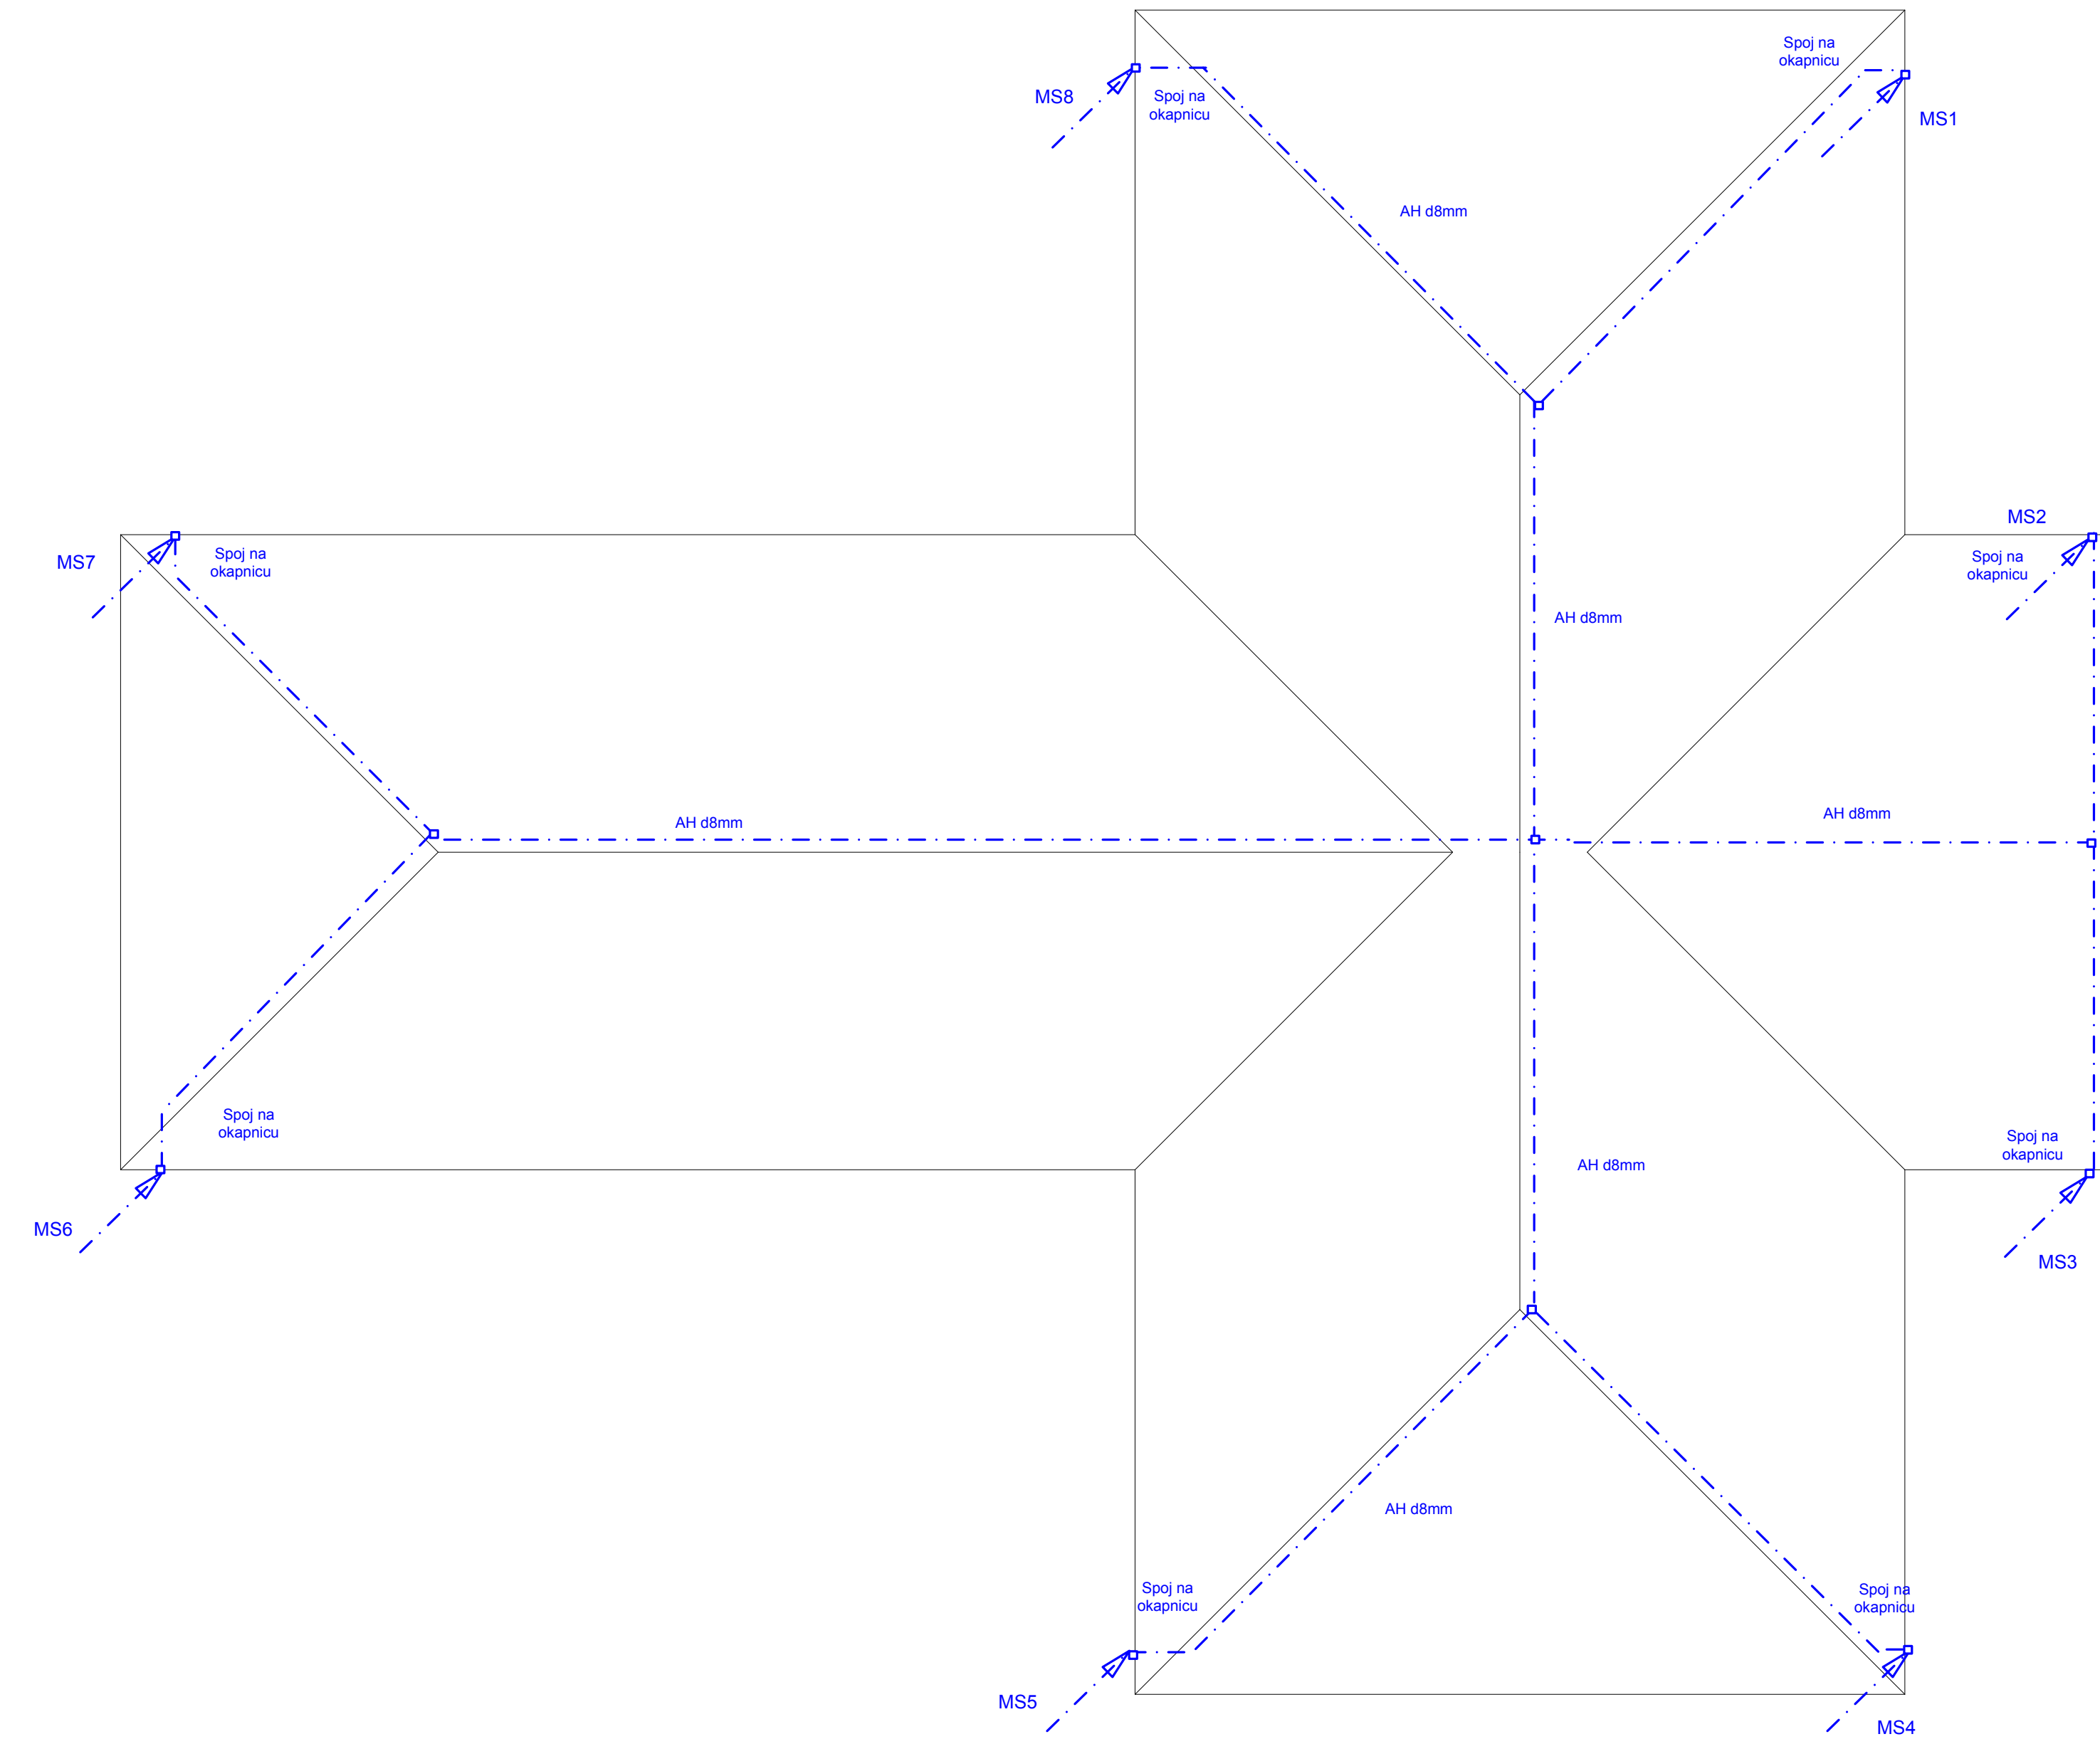 Spoj na
okapnicu
MS8
Spoj na
okapnicu
MS1
AH d8mm
MS2
MS7
Spoj na
okapnicu
Spoj na
okapnicu
AH d8mm
AH d8mm
AH d8mm
Spoj na
okapnicu
Spoj na
okapnicu
AH d8mm
MS6
MS3
AH d8mm
Spoj na
okapnicu
Spoj na
okapnicu
MS5
MS4